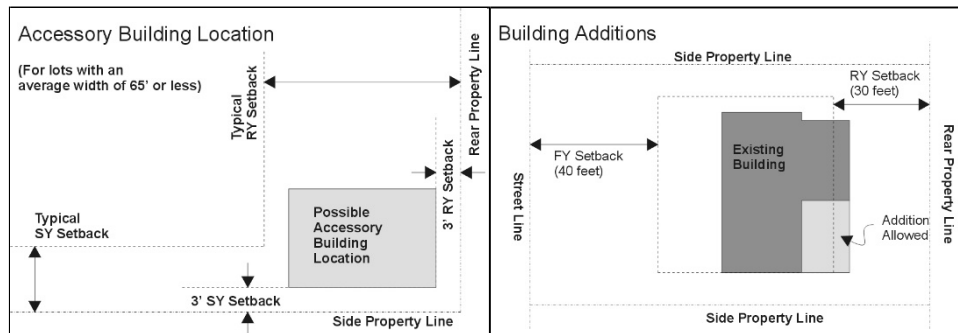 Accessory Building Location
(For lots with an
average width of 65' or less)
Typical
RY Setback
Rear Property Line
3' RY Setback
Typical
SY Setback
Possible
Accessory
Building
Location
3' SY Setback
Side Property Line
Building Additions
Side Property Line
RY Setback
(30 feet)
FY Setback
(40 feet)
Existing
Building
Street Line
Rear Property Line
Addition
Allowed
Side Property Line